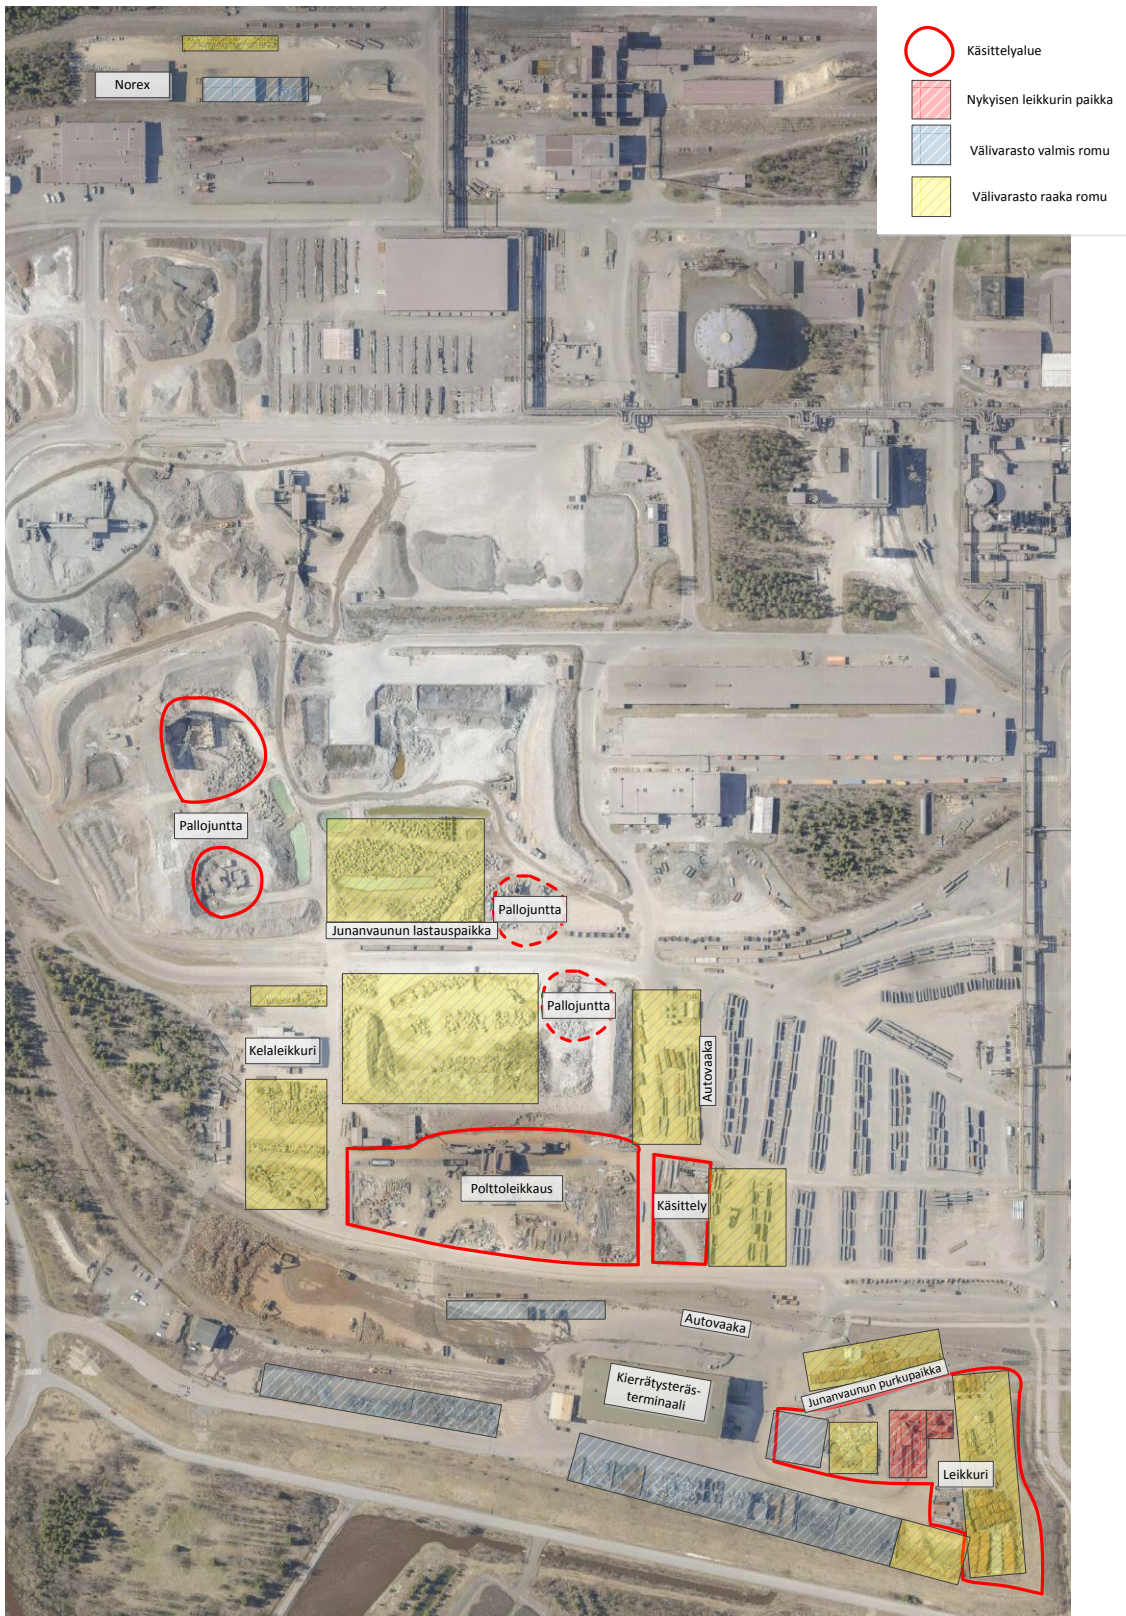 Käsittelyalue
Nykyisen leikkurin paikka
Välivarasto valmis romu
Välivarasto raaka romu
Norex
Pallojuntta
Pallojuntta
Junanvaunun lastauspaikka
Pallojuntta
Kelaleikkuri
Autovaaka
Polttoleikkaus
Käsittely
Autovaaka
Kierrätysteräs-
terminaali
Junanvaunun purkupaikka
Leikkuri